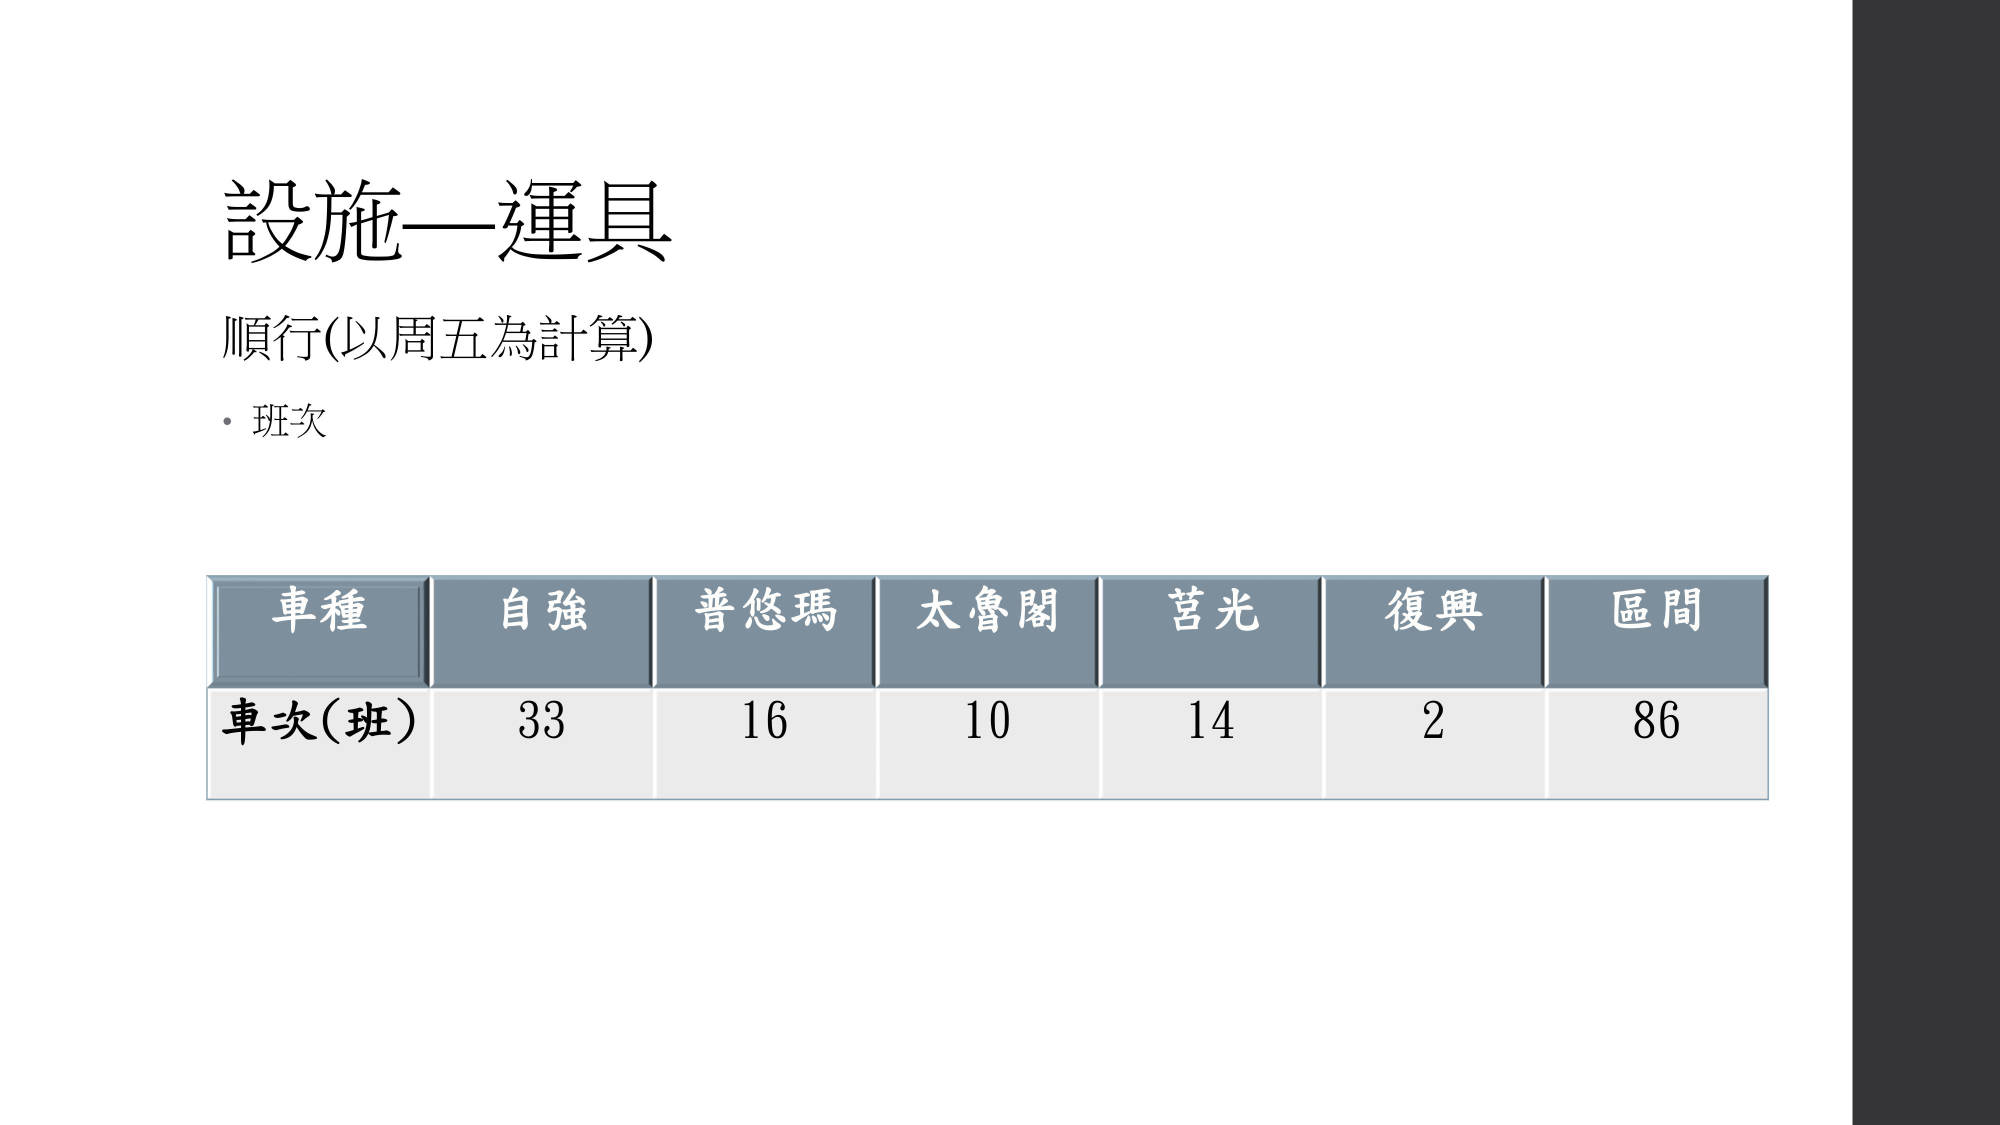 設施—運具
順行(以周五為計算)
• 班次
車種 自強 普悠瑪 太魯閣 莒光 復興 區間
車次(班) 33 16 10 14 2 86